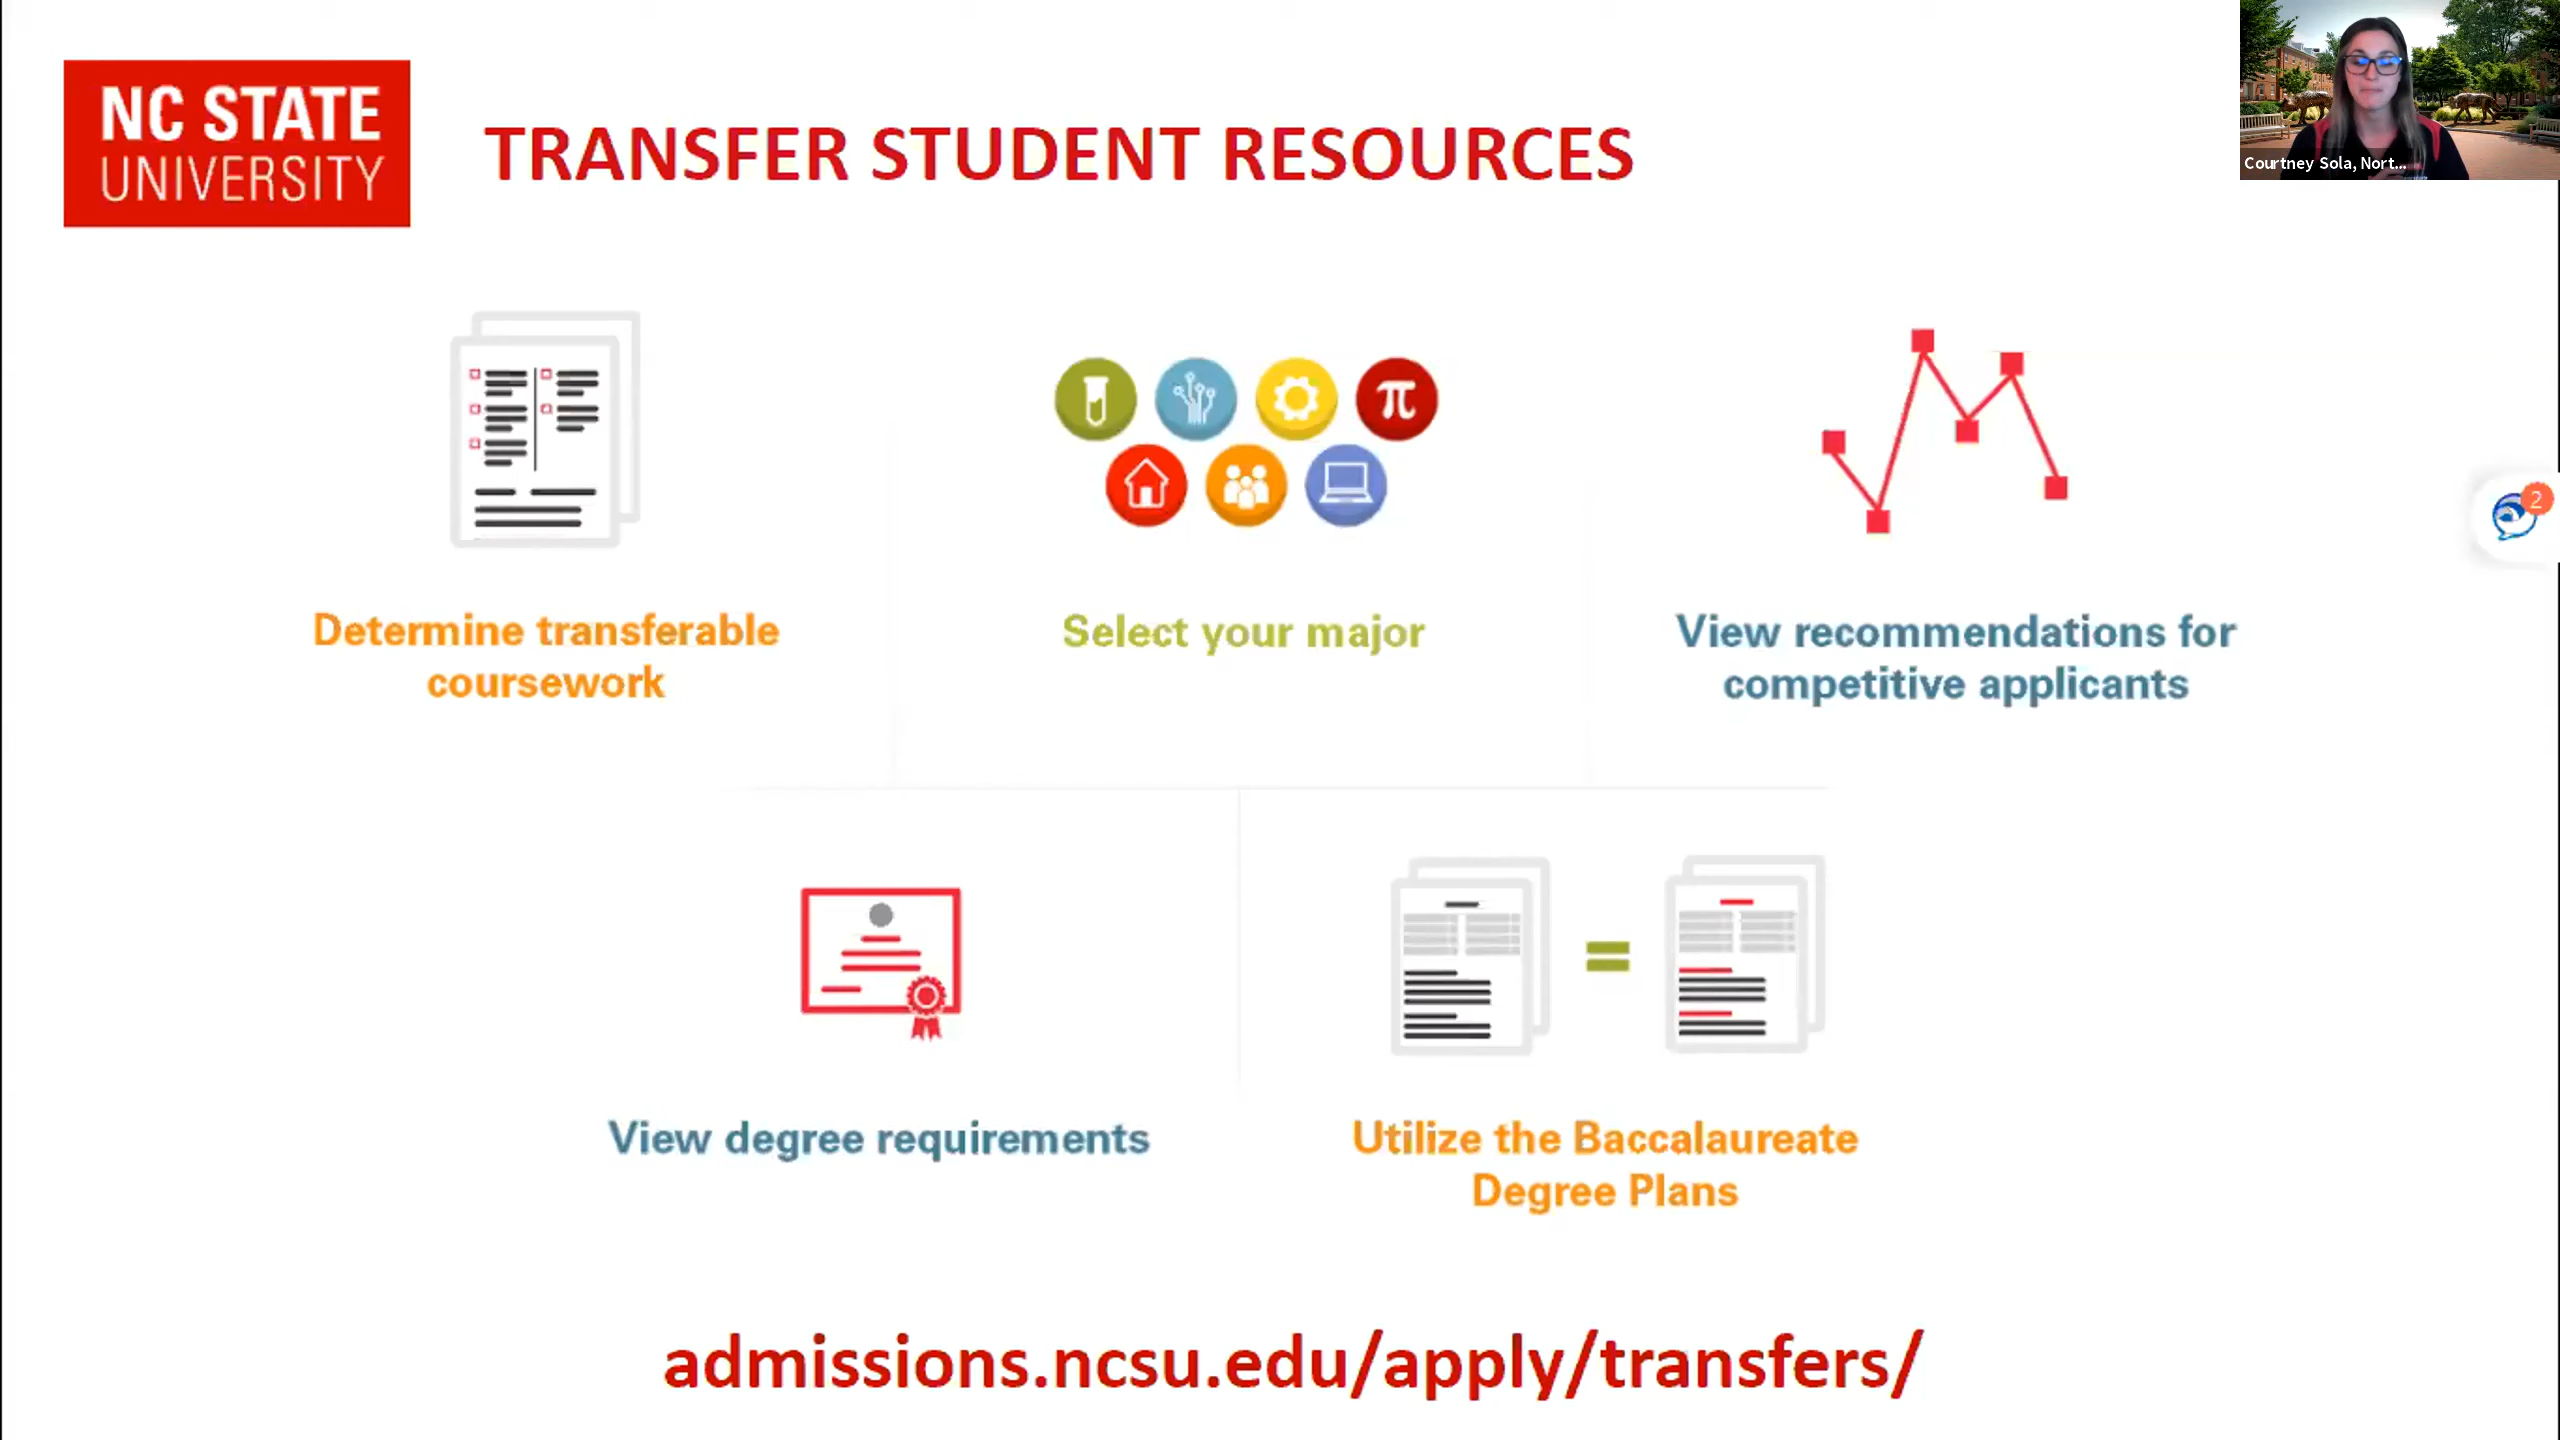 NC STATE
UNIVERSITY
TRANSFER STUDENT RESOURCES
Courtney Sola, Nort...
π
2
Determine transferable
coursework
Select your major
View recommendations for
competitive applicants
=
View degree requirements
Utilize the Baccalaureate
Degree Plans
admissions.ncsu.edu/apply/transfers/